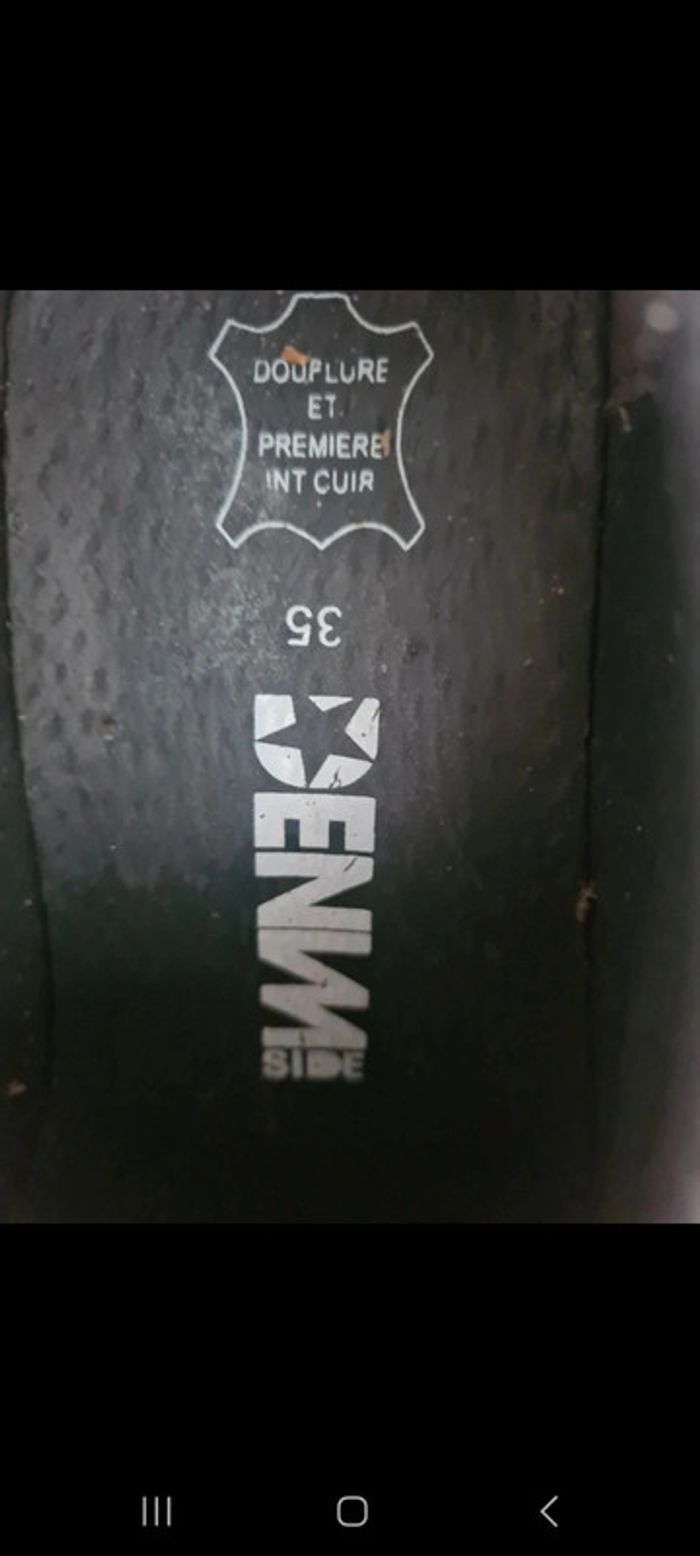 DOUPLURE
ET
PREMIERE
INT CUIR
35
DENIM
SIDE